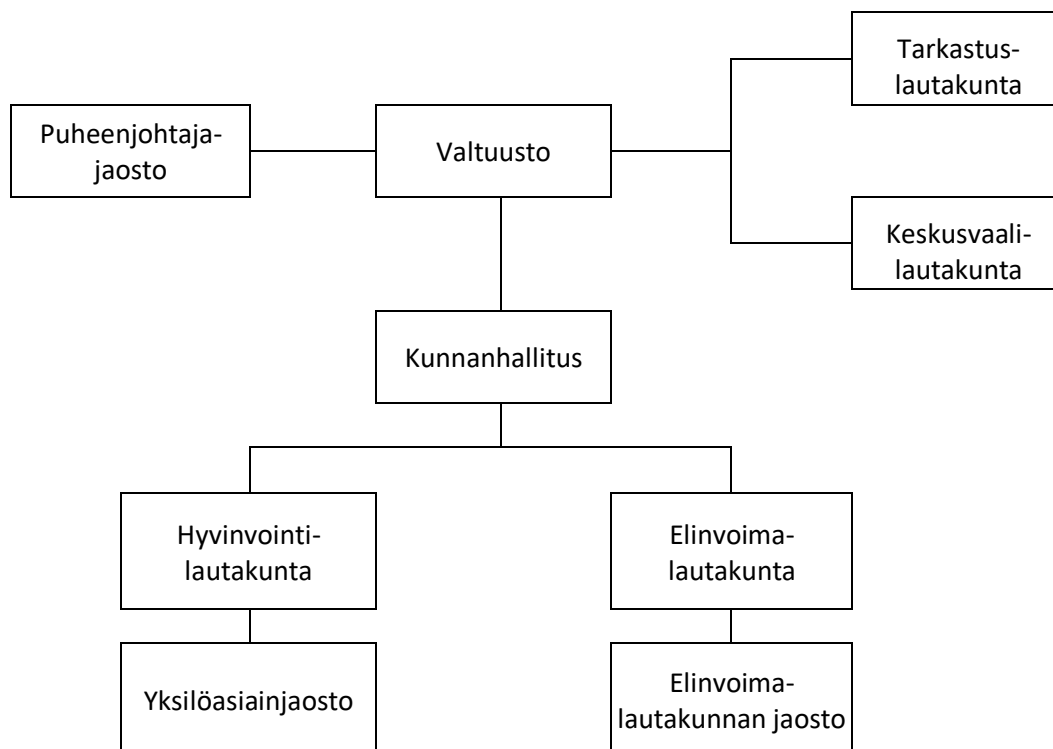 Tarkastus-
lautakunta
Puheenjohtaja-
jaosto
Valtuusto
Keskusvaali-
lautakunta
Kunnanhallitus
Hyvinvointi-
lautakunta
Elinvoima-
lautakunta
Yksilöasiainjaosto
Elinvoima-
lautakunnan jaosto